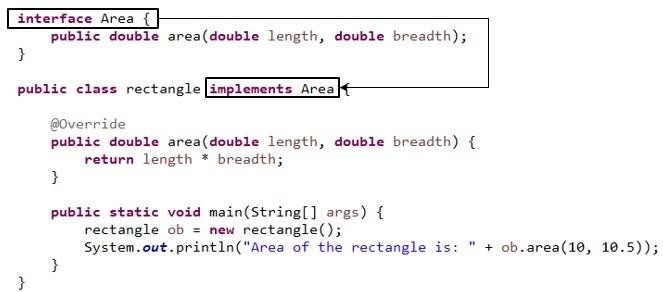 interface Area {
public double area(double length, double breadth);
}
public class rectangle implements Area {
@Override
public double area(double length, double breadth) {
return length * breadth;
}
public static void main(String[] args) {
rectangle ob = new rectangle();
System.out.println("Area of the rectangle is: " + ob.area(10, 10.5));
}
}